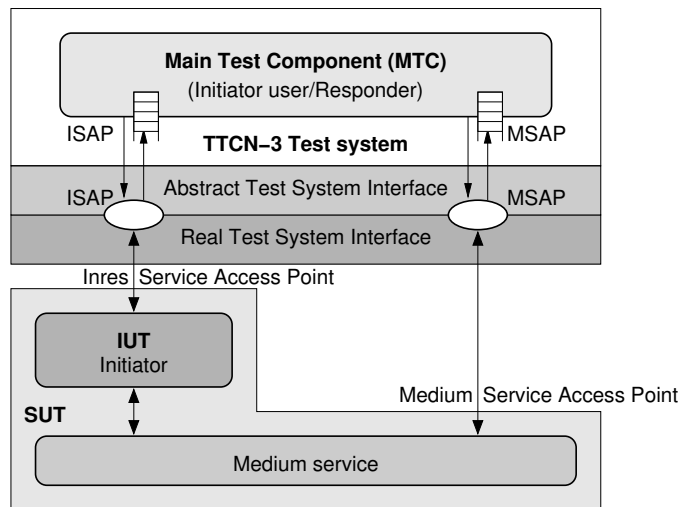 Main Test Component (MTC)
(Initiator user/Responder)
ISAP
MSAP
TTCN−3 Test system
Abstract Test System Interface
ISAP
MSAP
Real Test System Interface
Inres Service Access Point
IUT
Initiator
Medium Service Access Point
SUT
Medium service